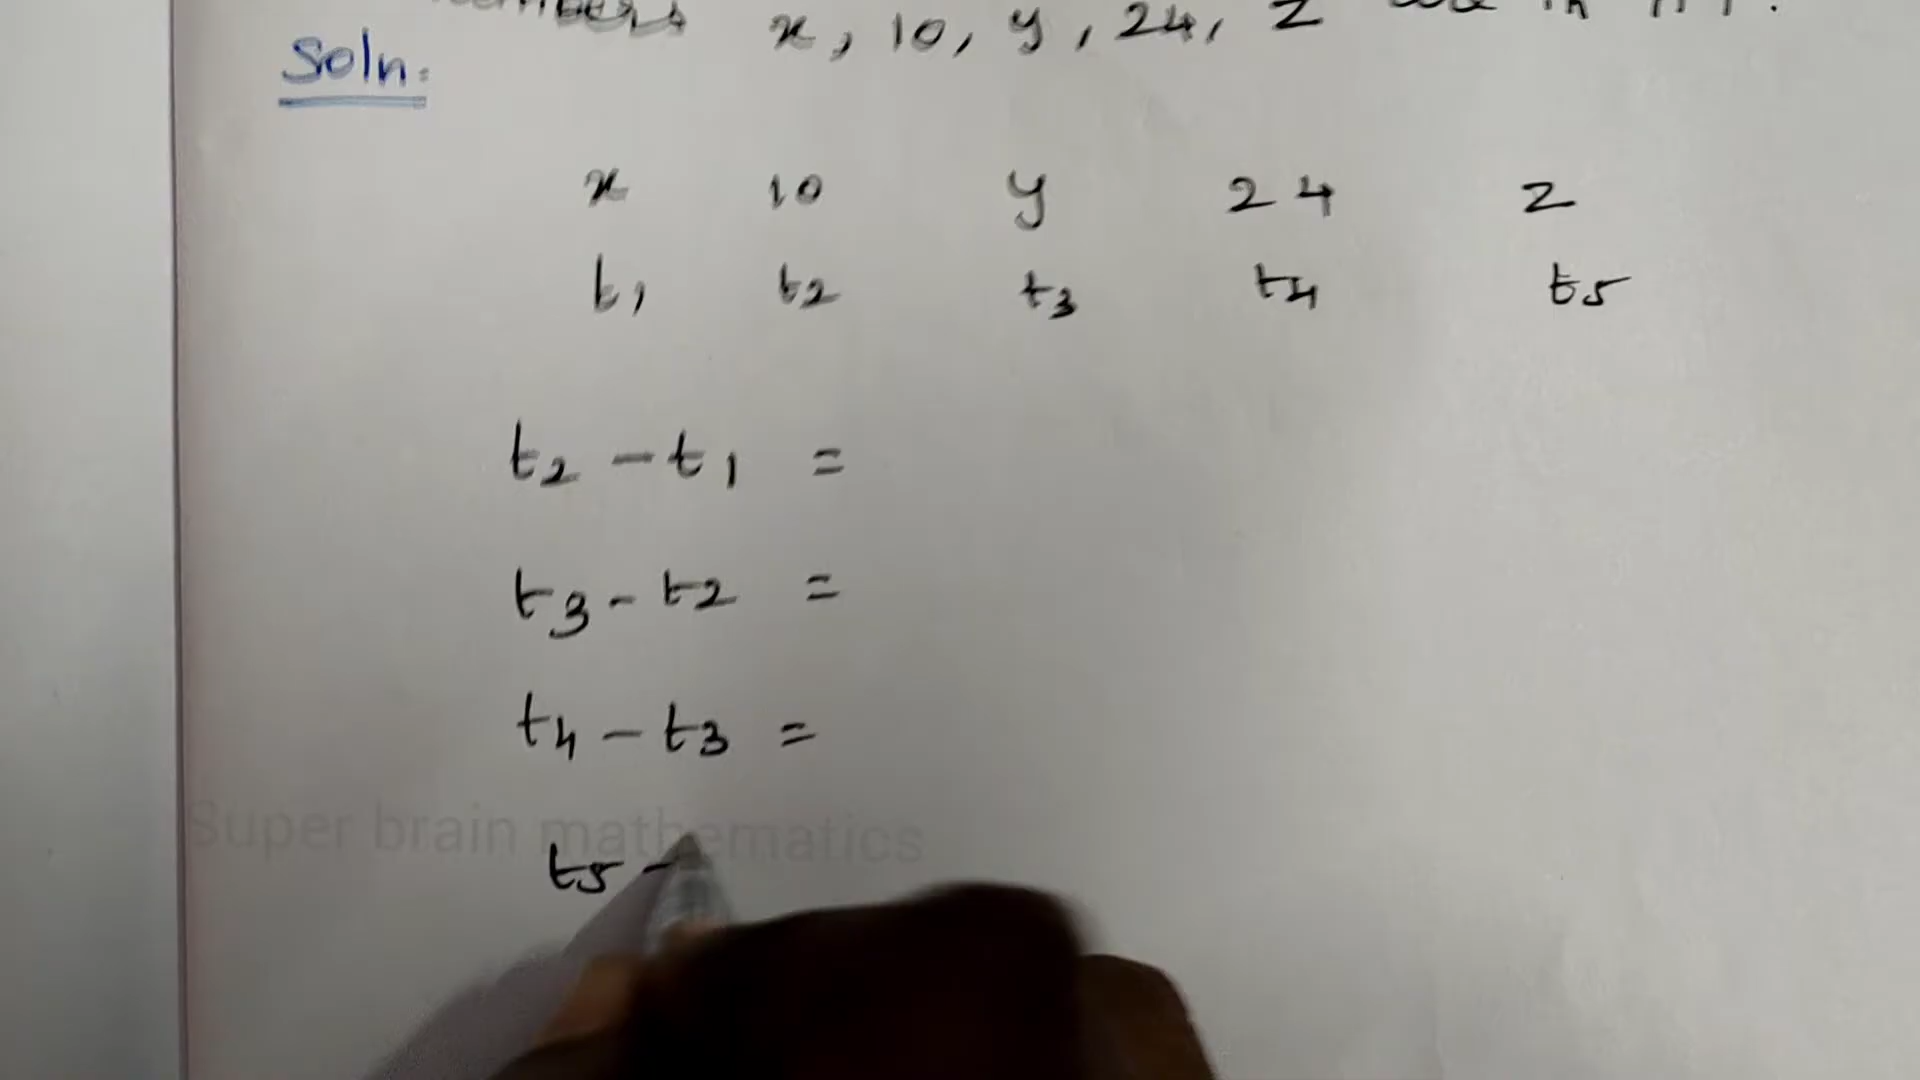 x, 10, y, 24, z
Soln:
x 10 y 24 z
t1 t2 t3 t4 t5
t2 - t1 =
t3 - t2 =
t4 - t3 =
Super brain mathematics
t5 -